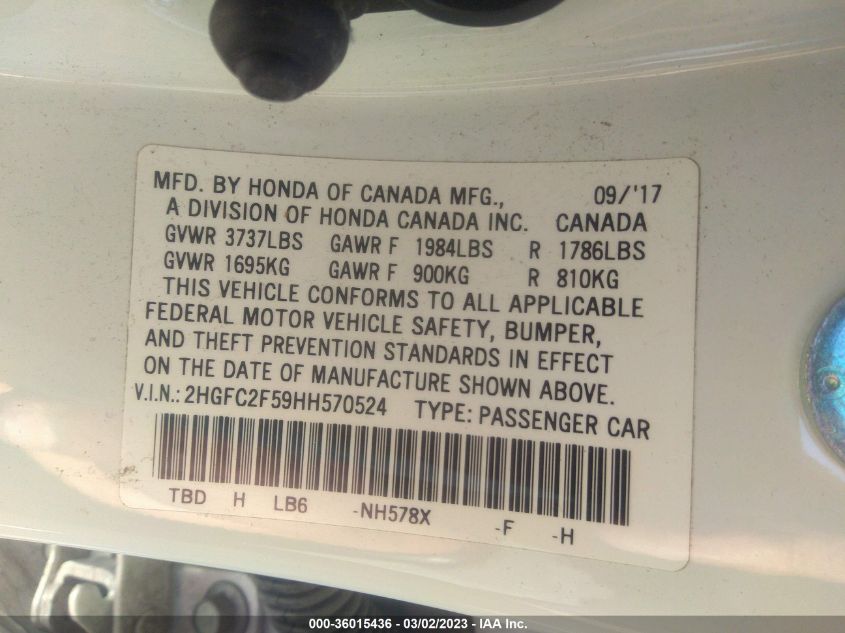 MFD. BY HONDA OF CANADA MFG., 09/'17
A DIVISION OF HONDA CANADA INC. CANADA
GVWR 3737LBS GAWR F 1984LBS R 1786LBS
GVWR 1695KG GAWR F 900KG R 810KG
THIS VEHICLE CONFORMS TO ALL APPLICABLE
FEDERAL MOTOR VEHICLE SAFETY, BUMPER,
AND THEFT PREVENTION STANDARDS IN EFFECT
ON THE DATE OF MANUFACTURE SHOWN ABOVE.
V.I.N.: 2HGFC2F59HH570524 TYPE: PASSENGER CAR
TBD H LB6 -NH578X -F -H
000-36015436 - 03/02/2023 - IAA Inc.